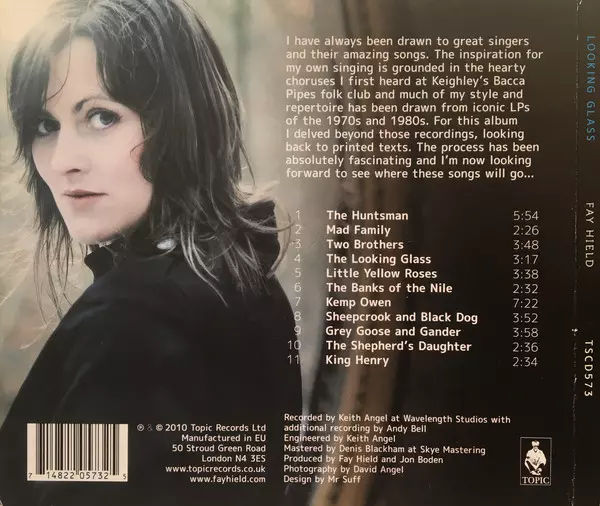 I have always been drawn to great singers
and their amazing songs. The inspiration for
my own singing is grounded in the hearty
choruses I first heard at Keighley's Bacca
Pipes folk club and much of my style and
repertoire has been drawn from iconic LPs
of the 1970s and 1980s. For this album
I delved beyond those recordings, looking
back to printed texts. The process has been
absolutely fascinating and I'm now looking
forward to see where these songs will go...
1 The Huntsman 5:54
2 Mad Family 2:26
3 Two Brothers 3:48
4 The Looking Glass 3:17
5 Little Yellow Roses 3:38
6 The Banks of the Nile 2:32
7 Kemp Owen 7:22
8 Sheepcrook and Black Dog 3:52
9 Grey Goose and Gander 3:58
10 The Shepherd's Daughter 2:36
11 King Henry 2:34
℗ & © 2010 Topic Records Ltd
Manufactured in EU
50 Stroud Green Road
London N4 3ES
www.topicrecords.co.uk
www.fayhield.com
Recorded by Keith Angel at Wavelength Studios with
additional recording by Andy Bell
Engineered by Keith Angel
Mastered by Denis Blackham at Skye Mastering
Produced by Fay Hield and Jon Boden
Photography by David Angel
Design by Mr Suff
7 14822 05732 5
TOPIC
LOOKING GLASS FAY HIELD TSCD573